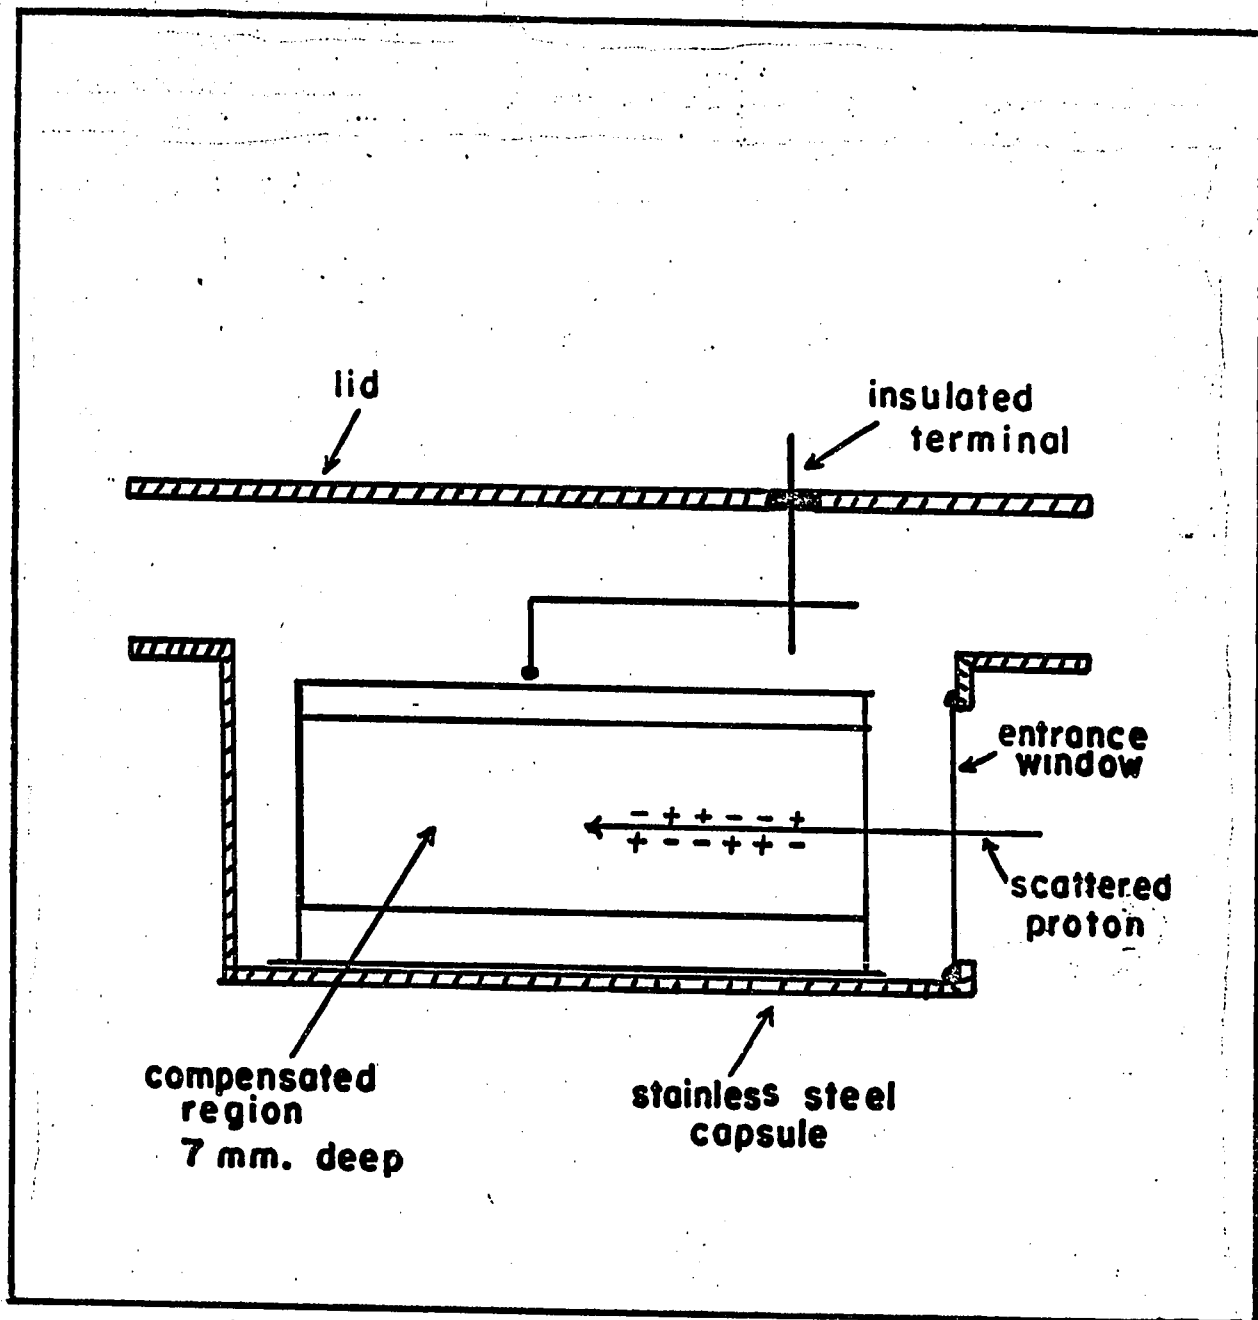 lid
insulated
terminal
entrance
window
- + + - - +
+ - - + + -
scattered
proton
compensated
region
7 mm. deep
stainless steel
capsule